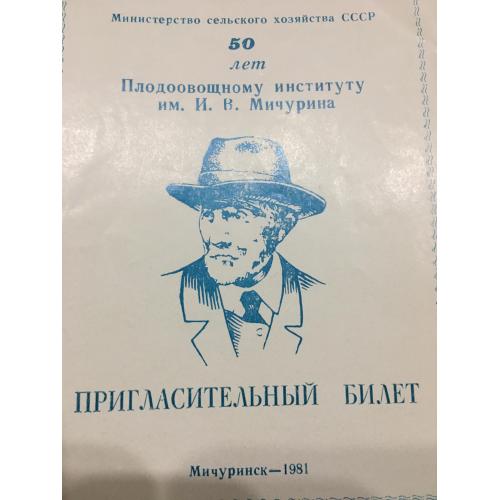 Министерство сельского хозяйства СССР
50
лет
Плодоовощному институту
им. И. В. Мичурина
ПРИГЛАСИТЕЛЬНЫЙ БИЛЕТ
Мичуринск—1981